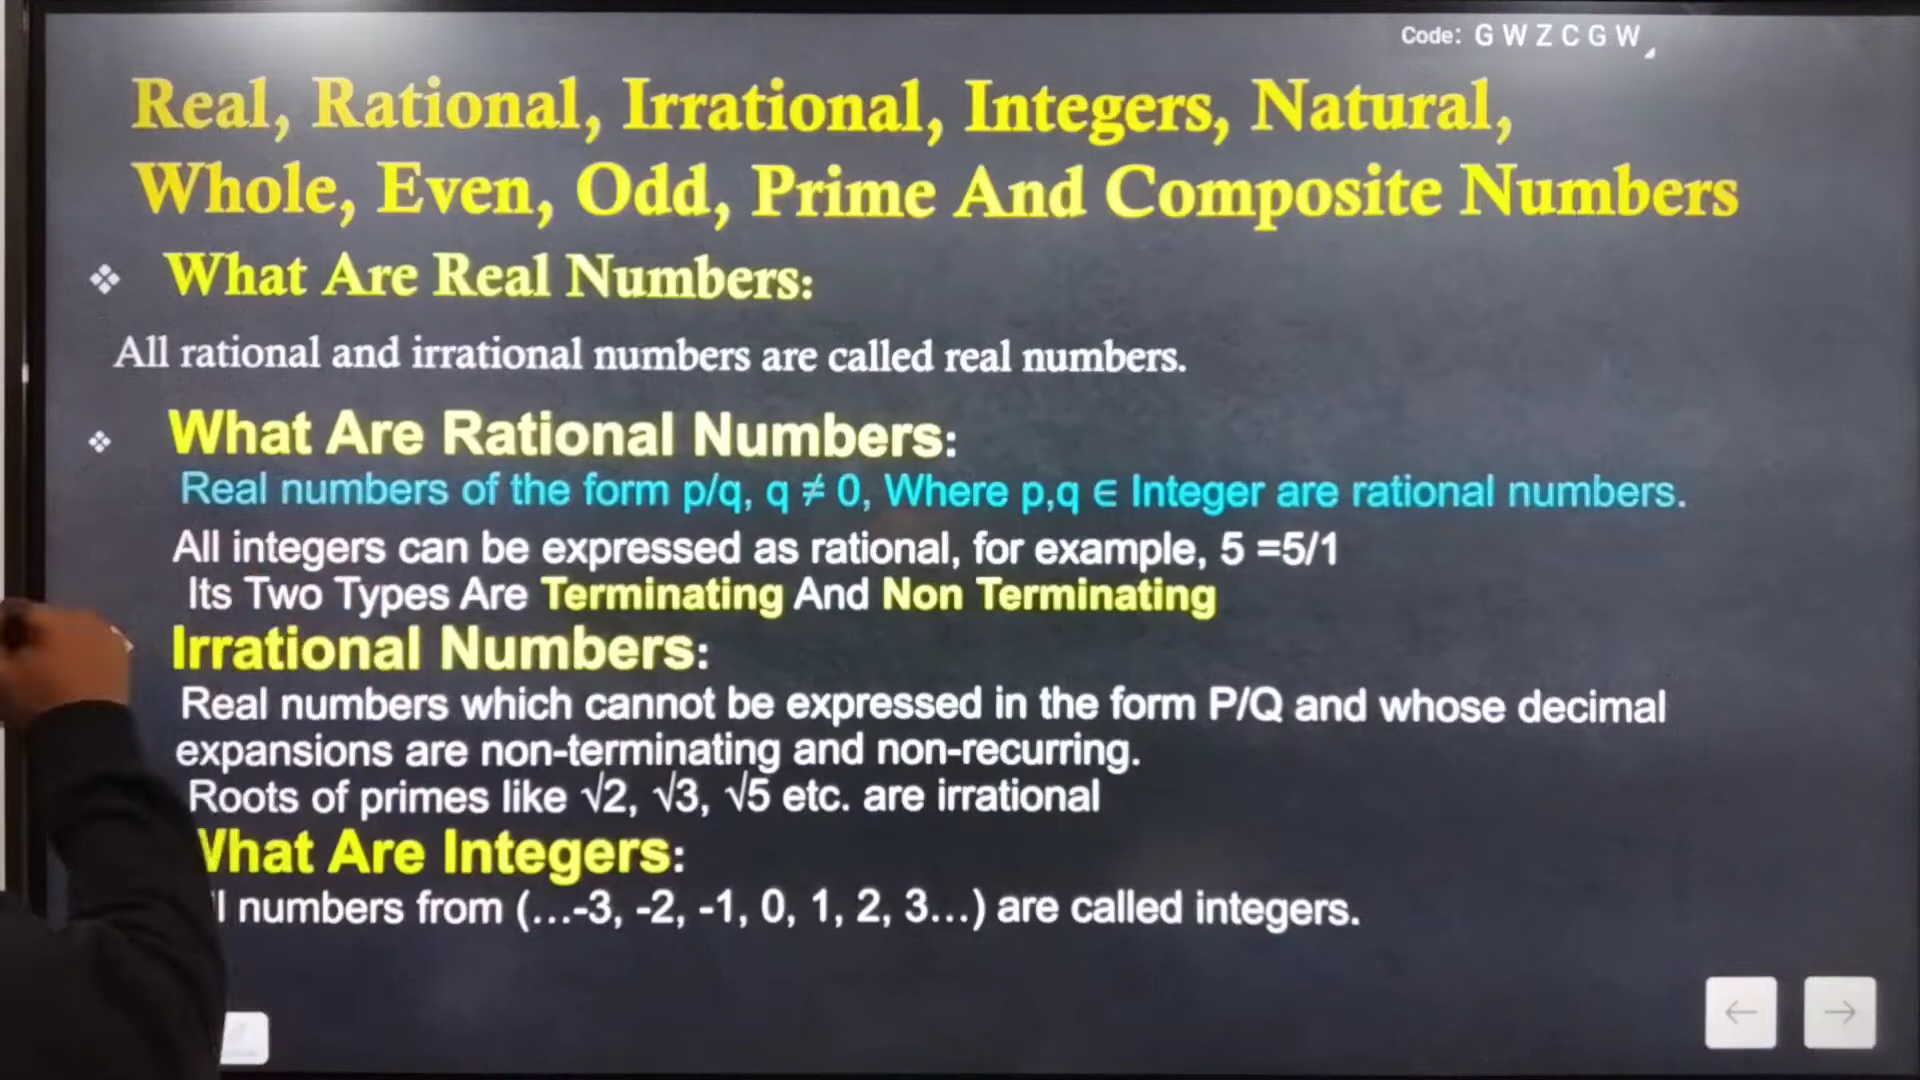 Code: G W Z C G W
Real, Rational, Irrational, Integers, Natural,
Whole, Even, Odd, Prime And Composite Numbers
❖ What Are Real Numbers:
All rational and irrational numbers are called real numbers.
❖ What Are Rational Numbers:
Real numbers of the form p/q, q ≠ 0, Where p,q ∈ Integer are rational numbers.
All integers can be expressed as rational, for example, 5 =5/1
Its Two Types Are Terminating And Non Terminating
Irrational Numbers:
Real numbers which cannot be expressed in the form P/Q and whose decimal
expansions are non-terminating and non-recurring.
Roots of primes like √2, √3, √5 etc. are irrational
What Are Integers:
numbers from (...-3, -2, -1, 0, 1, 2, 3...) are called integers.